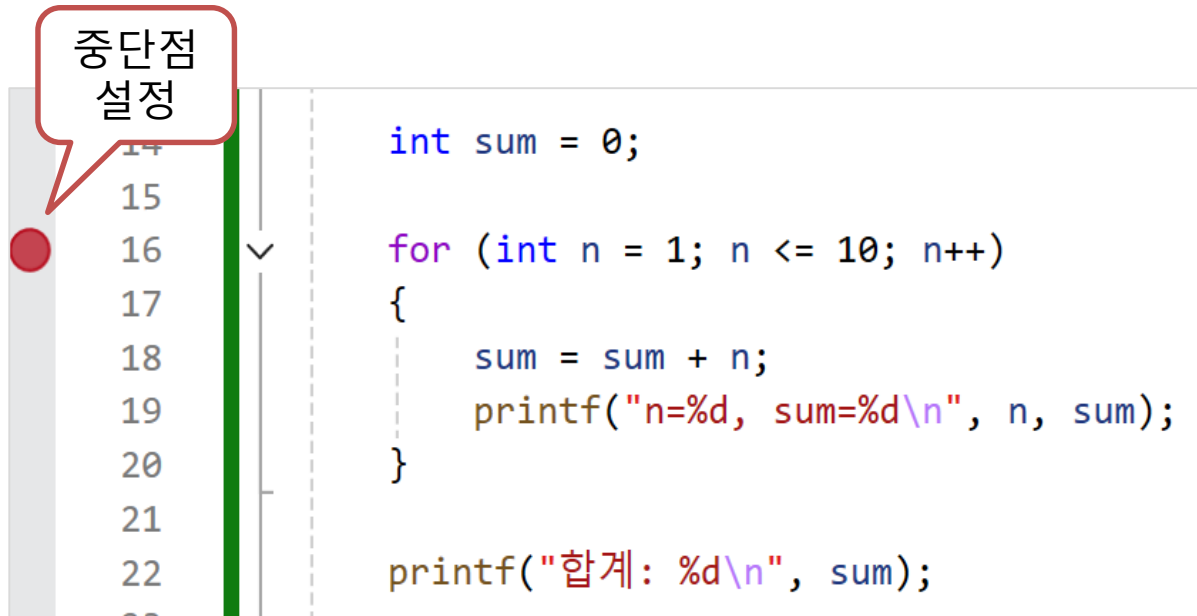 중단점
설정
14 int sum = 0;
15
16 for (int n = 1; n <= 10; n++)
17 {
18 sum = sum + n;
19 printf("n=%d, sum=%d\n", n, sum);
20 }
21
22 printf("합계: %d\n", sum);